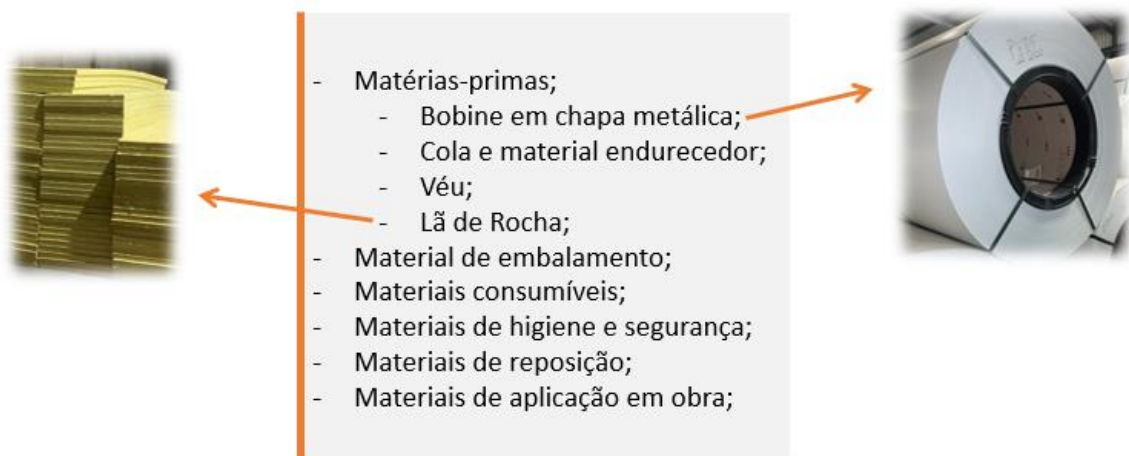 - Matérias-primas;
- Bobine em chapa metálica;
- Cola e material endurecedor;
- Véu;
- Lã de Rocha;
- Material de embalamento;
- Materiais consumíveis;
- Materiais de higiene e segurança;
- Materiais de reposição;
- Materiais de aplicação em obra;